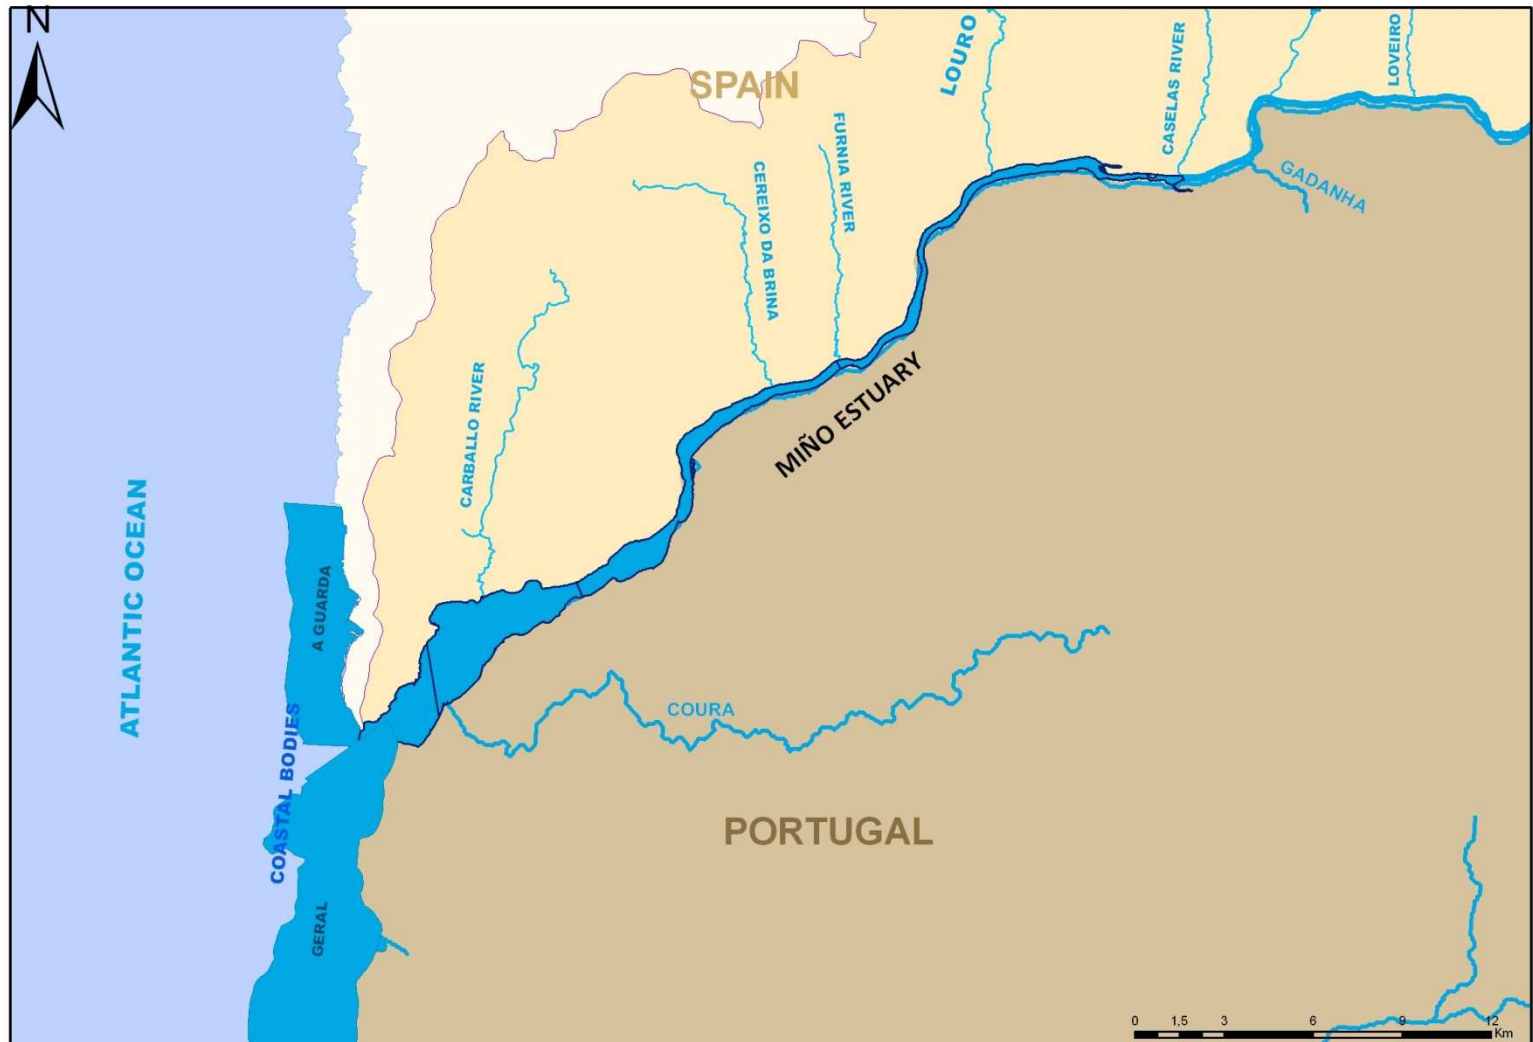 N
SPAIN
LOURO
CASELAS RIVER
LOVEIRO
FURNIA RIVER
CEREIXO DA BRINA
GADANHA
CARBALLO RIVER
MIÑO ESTUARY
ATLANTIC OCEAN
A GUARDA
COURA
COASTAL BODIES
PORTUGAL
GERAL
0 1,5 3 6 9 12
Km